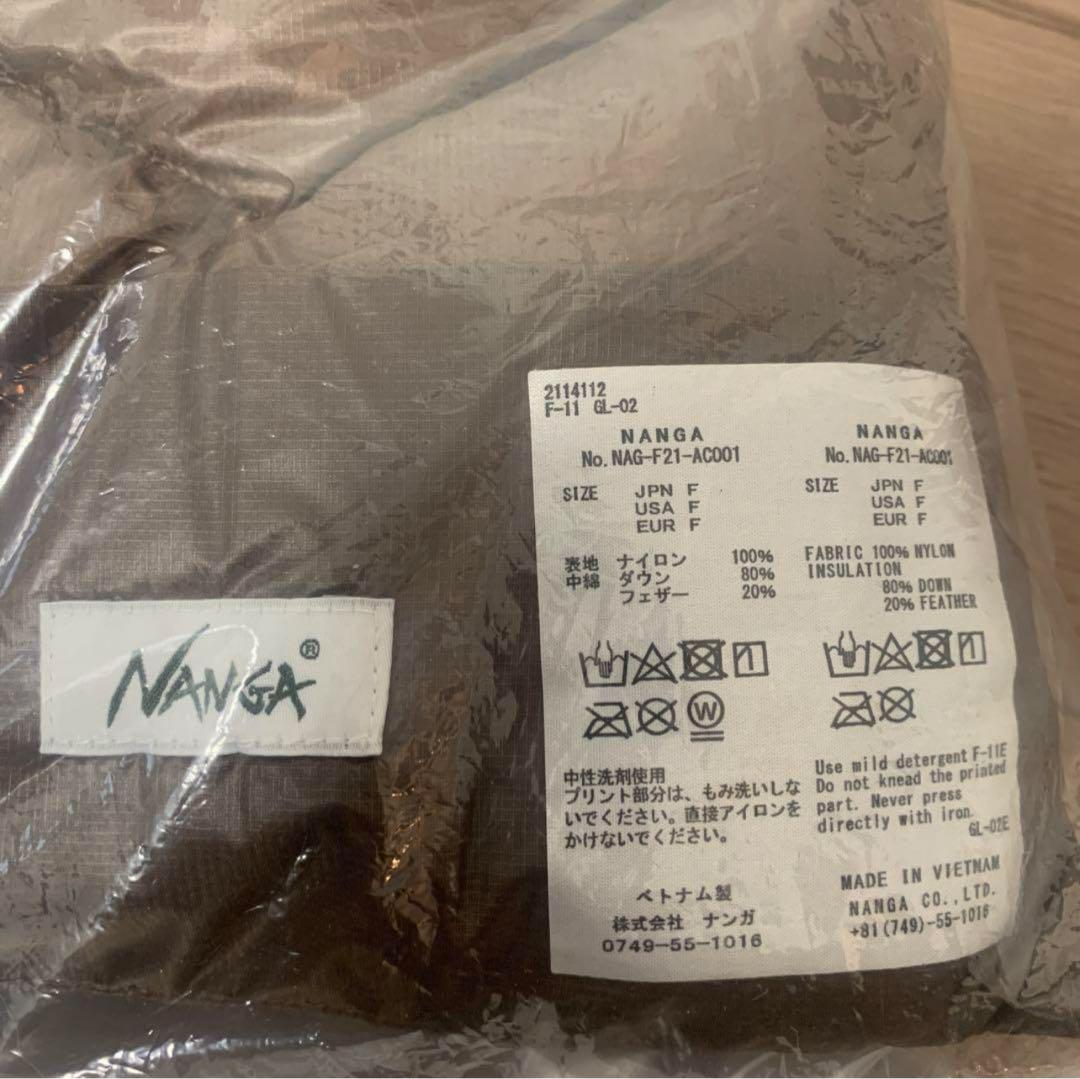 NANGA®
2114112
F-11 GL-02
NANGA
No. NAG-F21-AC001
SIZE JPN F
USA F
EUR F
表地 ナイロン 100%
中綿 ダウン 80%
フェザー 20%
W
中性洗剤使用
プリント部分は、もみ洗いしな
いでください。直接アイロンを
かけないでください。
ベトナム製
株式会社 ナンガ
0749-55-1016
NANGA
No. NAG-F21-AC001
SIZE JPN F
USA F
EUR F
FABRIC 100% NYLON
INSULATION
80% DOWN
20% FEATHER
Use mild detergent F-11E
Do not knead the printed
part. Never press
directly with iron.
GL-02E
MADE IN VIETNAM
NANGA CO.,LTD.
+81(749)-55-1016